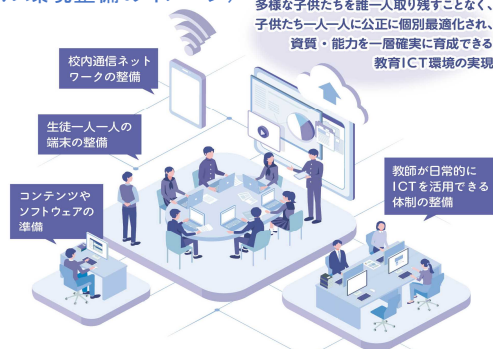 多様な子供たちを誰一人取り残すことなく、
子供たち一人一人に公正に個別最適化され、
資質・能力を一層確実に育成できる
教育ICT環境の実現
校内通信ネット
ワークの整備
生徒一人一人の
端末の整備
コンテンツや
ソフトウェアの
準備
教師が日常的に
ICTを活用できる
体制の整備